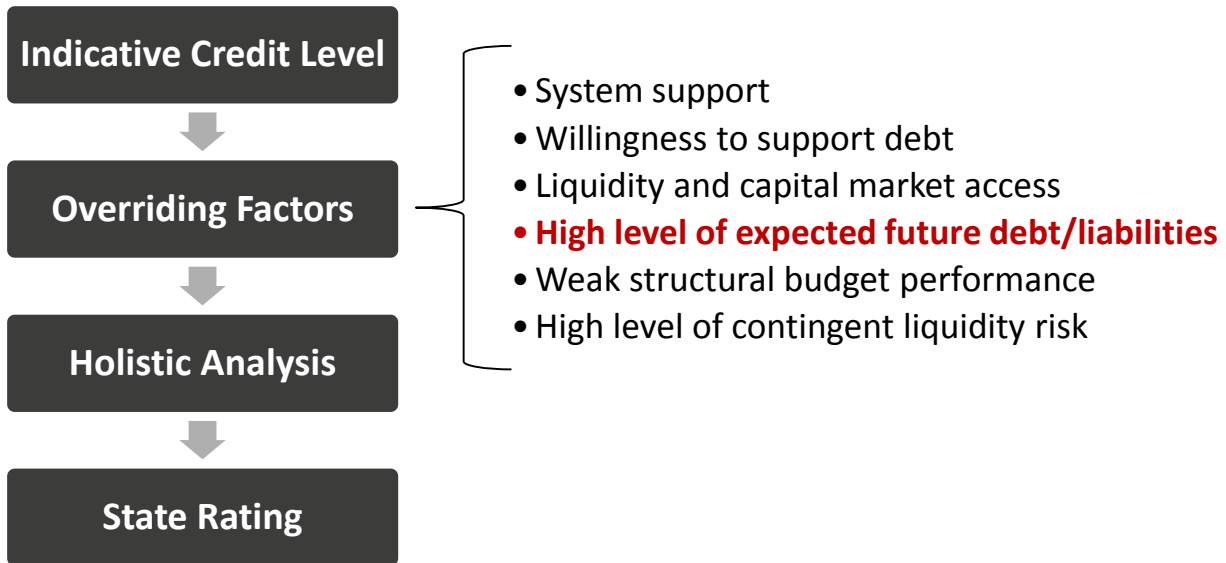 Indicative Credit Level
Overriding Factors
Holistic Analysis
State Rating
• System support
• Willingness to support debt
• Liquidity and capital market access
• High level of expected future debt/liabilities
• Weak structural budget performance
• High level of contingent liquidity risk